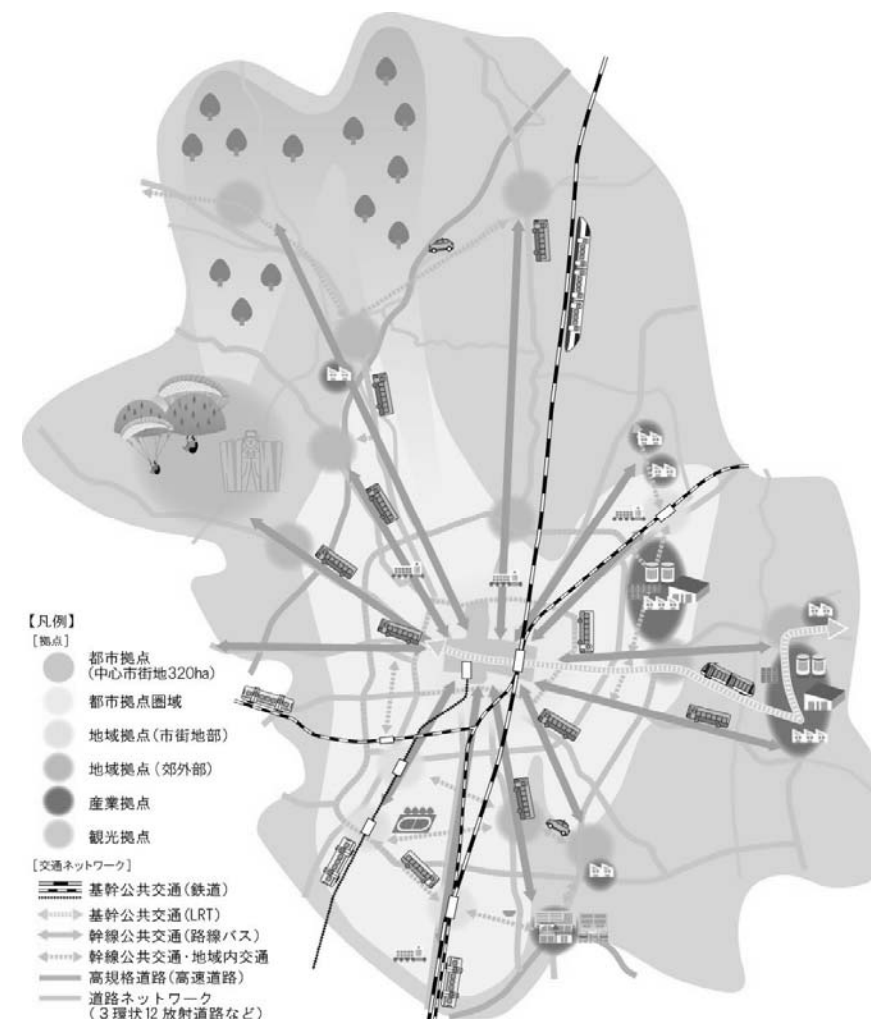 【凡例】
[拠点]
都市拠点
(中心市街地320ha)
都市拠点圏域
地域拠点(市街地部)
地域拠点(郊外部)
産業拠点
観光拠点
[交通ネットワーク]
基幹公共交通(鉄道)
基幹公共交通(LRT)
幹線公共交通(路線バス)
幹線公共交通・地域内交通
高規格道路(高速道路)
道路ネットワーク
(3環状12放射道路など)